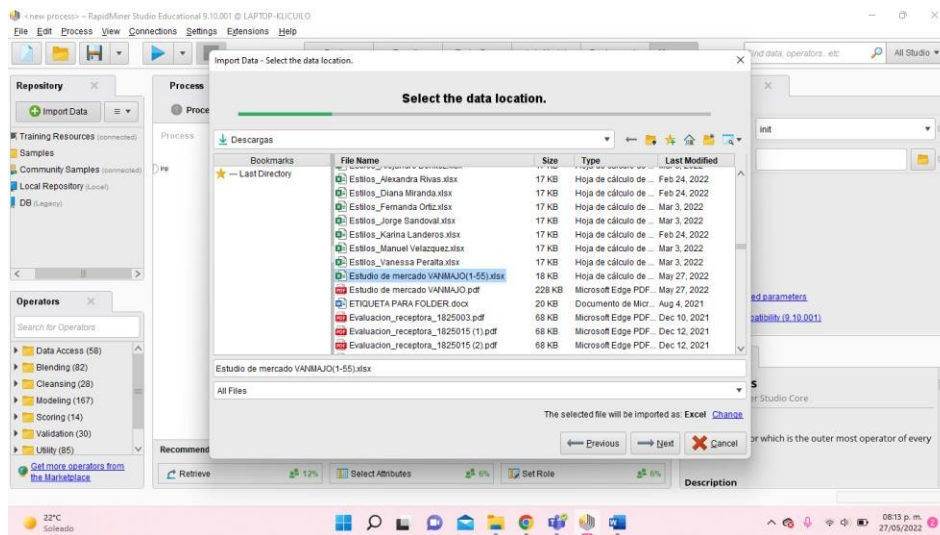 <new process> – RapidMiner Studio Educational 9.10.001 @ LAPTOP-KLICUILO
File Edit Process View Connections Settings Extensions Help
Import Data - Select the data location.
Find data, operators...etc
All Studio
Repository
Process
Import Data
Process
Training Resources (connected)
Samples
Community Samples (connected)
Local Repository (Local)
DB (Legacy)
inp
Select the data location.
init
Descargas
Bookmarks
--- Last Directory
File Name Size Type Last Modified
Estilos_Alexandra Rivas.xlsx 17 KB Hoja de cálculo de ... Feb 24, 2022
Estilos_Diana Miranda.xlsx 17 KB Hoja de cálculo de ... Feb 24, 2022
Estilos_Fernanda Ortiz.xlsx 17 KB Hoja de cálculo de ... Mar 3, 2022
Estilos_Jorge Sandoval.xlsx 17 KB Hoja de cálculo de ... Mar 3, 2022
Estilos_Karina Landeros.xlsx 17 KB Hoja de cálculo de ... Feb 24, 2022
Estilos_Manuel Velazquez.xlsx 17 KB Hoja de cálculo de ... Mar 3, 2022
Estilos_Vanessa Peralta.xlsx 17 KB Hoja de cálculo de ... Mar 3, 2022
Estudio de mercado VANMAJO(1-55).xlsx 18 KB Hoja de cálculo de ... May 27, 2022
Estudio de mercado VANMAJO.pdf 228 KB Microsoft Edge PDF... May 27, 2022
ETIQUETA PARA FOLDER.docx 20 KB Documento de Micr... Aug 4, 2021
Evaluacion_receptora_1825003.pdf 68 KB Microsoft Edge PDF... Dec 10, 2021
Evaluacion_receptora_1825015 (1).pdf 68 KB Microsoft Edge PDF... Dec 12, 2021
Evaluacion_receptora_1825015 (2).pdf 68 KB Microsoft Edge PDF... Dec 12, 2021
Estudio de mercado VANMAJO(1-55).xlsx
All Files
The selected file will be imported as: Excel Change
Previous Next Cancel
Operators
Search for Operators
Data Access (58)
Blending (82)
Cleansing (28)
Modeling (167)
Scoring (14)
Validation (30)
Utility (85)
Get more operators from the Marketplace
ed parameters
patibility (9.10.001)
s
er Studio Core
or which is the outer most operator of every
Description
Recommend
Retrieve 12%
Select Attributes 6%
Set Role 6%
22°C
Soleado
08:13 p. m.
27/05/2022
2